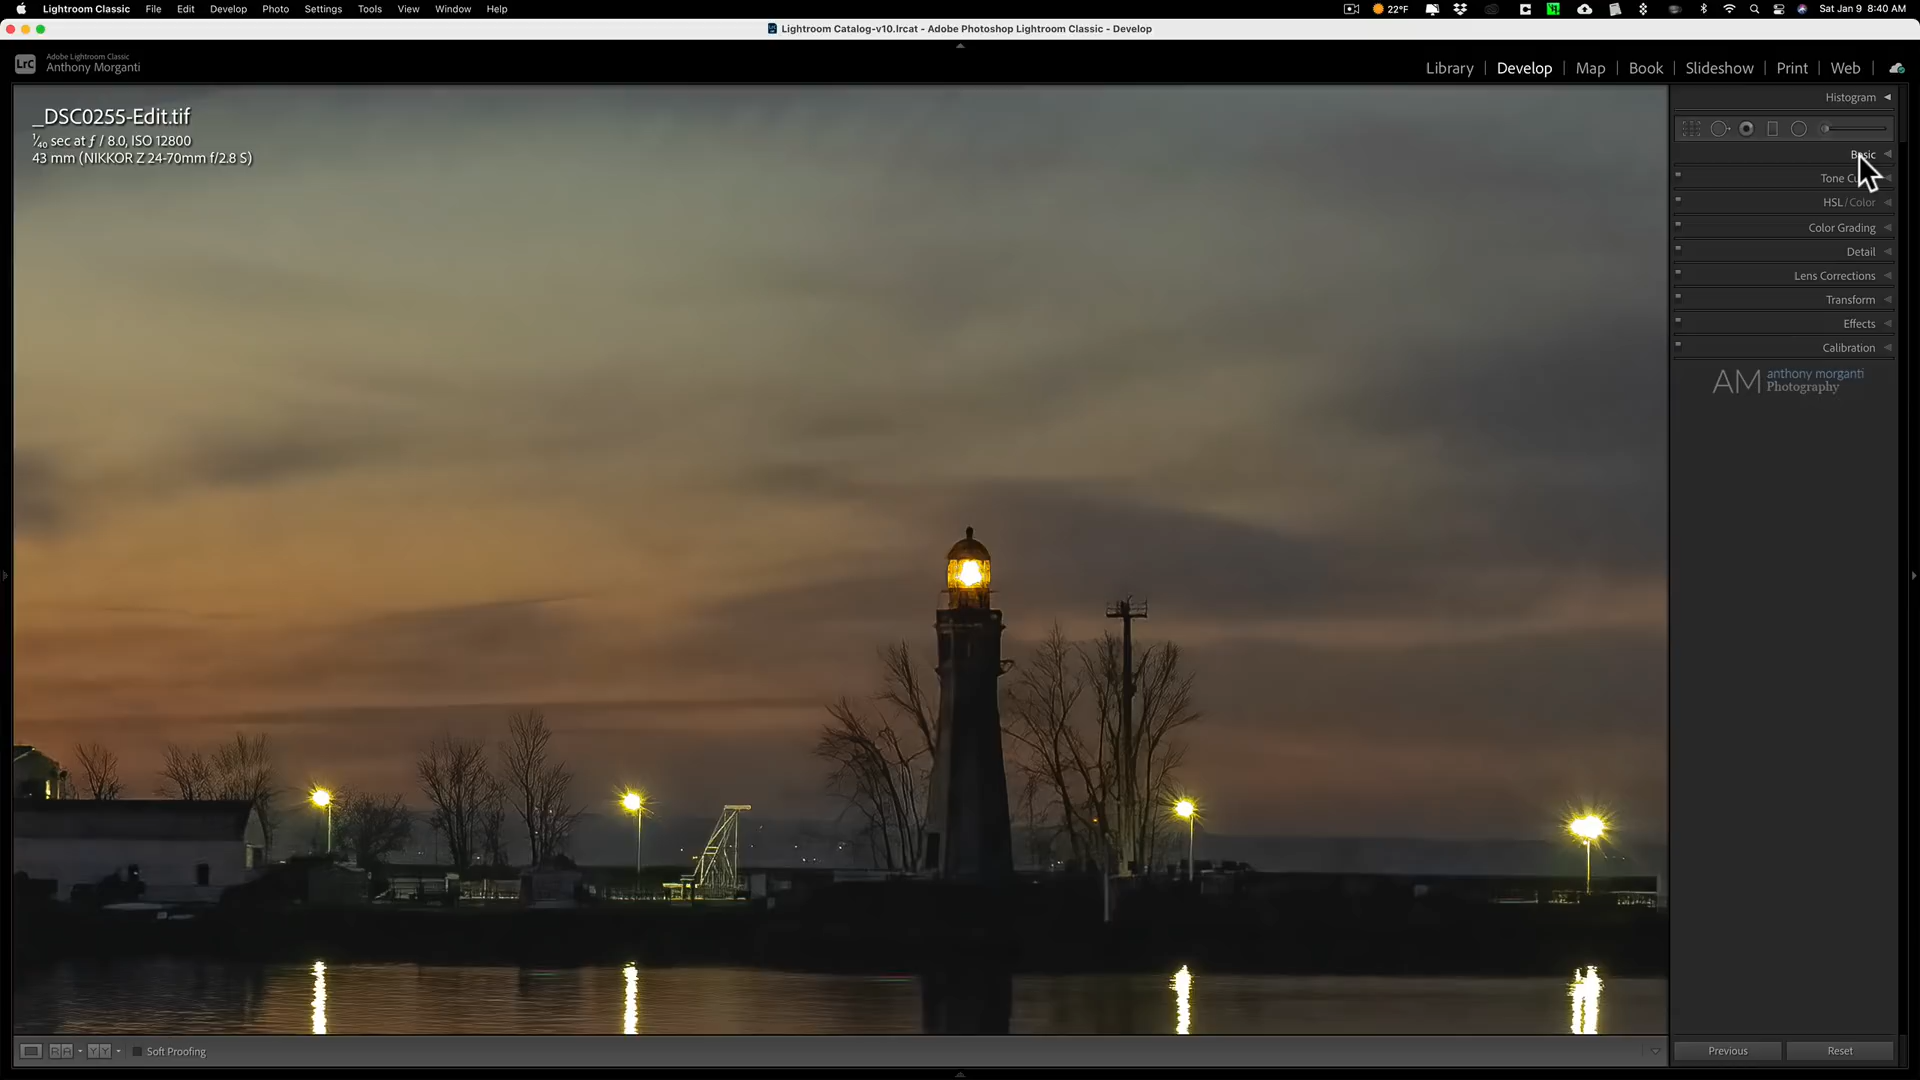 Lightroom Classic File Edit Develop Photo Settings Tools View Window Help 22°F Sat Jan 9 8:40 AM
Lightroom Catalog-v10.lrcat - Adobe Photoshop Lightroom Classic - Develop
LrC Adobe Lightroom Classic
Anthony Morganti
Library | Develop | Map | Book | Slideshow | Print | Web |
_DSC0255-Edit.tif
1/40 sec at ƒ / 8.0, ISO 12800
43 mm (NIKKOR Z 24-70mm f/2.8 S)
Histogram
Basic
Tone
HSL / Color
Color Grading
Detail
Lens Corrections
Transform
Effects
Calibration
AM anthony morganti
Photography
Soft Proofing
Previous Reset